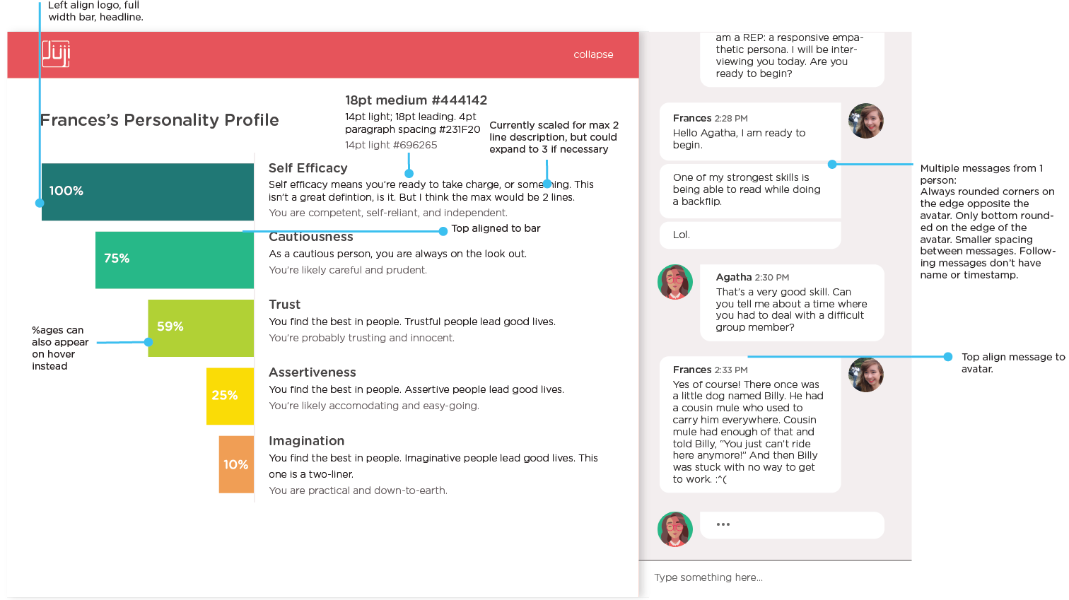 Left align logo, full
width bar, headline.
Juji
collapse
Frances's Personality Profile
18pt medium #444142
14pt light; 18pt leading. 4pt
paragraph spacing #231F20
14pt light #696265
Currently scaled for max 2
line description, but could
expand to 3 if necessary
100%
Self Efficacy
Self efficacy means you're ready to take charge, or something. This
isn't a great defintion, is it. But I think the max would be 2 lines.
You are competent, self-reliant, and independent.
Top aligned to bar
75%
Cautiousness
As a cautious person, you are always on the look out.
You're likely careful and prudent.
%ages can
also appear
on hover
instead
59%
Trust
You find the best in people. Trustful people lead good lives.
You're probably trusting and innocent.
25%
Assertiveness
You find the best in people. Assertive people lead good lives.
You're likely accomodating and easy-going.
10%
Imagination
You find the best in people. Imaginative people lead good lives. This
one is a two-liner.
You are practical and down-to-earth.
am a REP: a responsive empa-
thetic persona. I will be inter-
viewing you today. Are you
ready to begin?
Frances 2:28 PM
Hello Agatha, I am ready to
begin.
One of my strongest skills is
being able to read while doing
a backflip.
Lol.
Agatha 2:30 PM
That's a very good skill. Can
you tell me about a time where
you had to deal with a difficult
group member?
Frances 2:33 PM
Yes of course! There once was
a little dog named Billy. He had
a cousin mule who used to
carry him everywhere. Cousin
mule had enough of that and
told Billy, "You just can't ride
here anymore!" And then Billy
was stuck with no way to get
to work. :^(
•••
Type something here...
Multiple messages from 1
person:
Always rounded corners on
the edge opposite the
avatar. Only bottom round-
ed on the edge of the
avatar. Smaller spacing
between messages. Follow-
ing messages don't have
name or timestamp.
Top align message to
avatar.